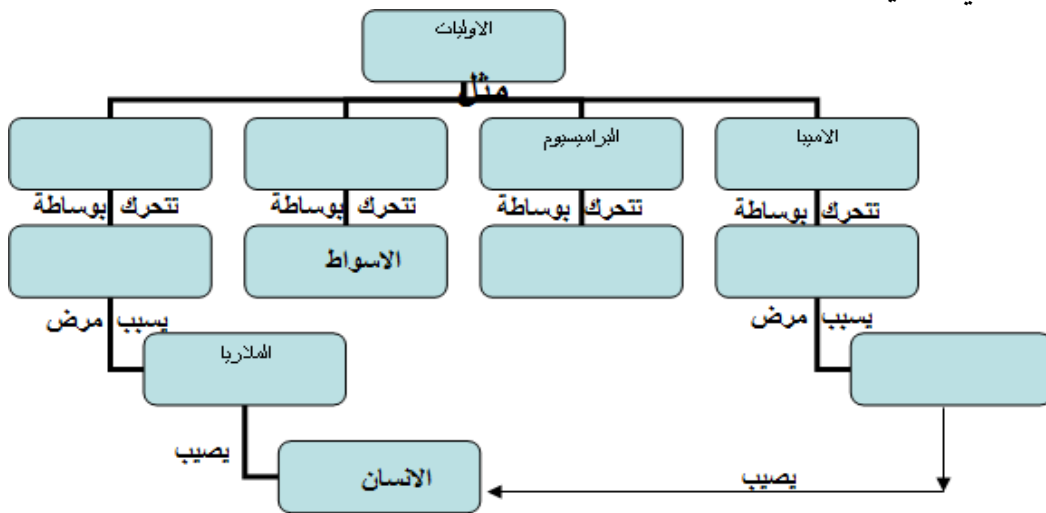 الاوليات
مثل
الاميبا
البراميسيوم
تتحرك بوساطة
تتحرك بوساطة
تتحرك بوساطة
تتحرك بوساطة
الاسواط
يسبب مرض
يسبب مرض
الملاريا
يصيب
الانسان
يصيب